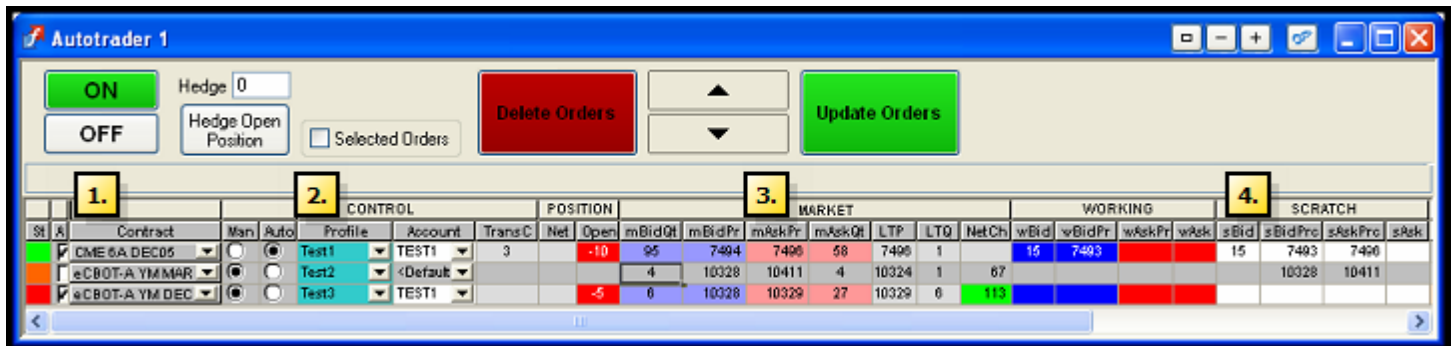 Autotrader 1
ON
OFF
Hedge 0
Hedge Open
Position
Selected Orders
Delete Orders
Update Orders
1. 2. 3. 4.
CONTROL POSITION MARKET WORKING SCRATCH
St A Contract Man Auto Profile Account TransC Net Open mBidQt mBidPr mAskPr mAskQt LTP LTQ NetCh wBid wBidPr wAskPr wAsk sBid sBidPrc sAskPrc sAsk
CME 6A DEC05 Test1 TEST1 3 -10 95 7494 7496 58 7496 1 15 7493 15 7493 7496
eCBOT-A YM MAR Test2 <Default 4 10328 10411 4 10324 1 67 10328 10411
eCBOT-A YM DEC Test3 TEST1 -5 6 10328 10329 27 10329 6 113